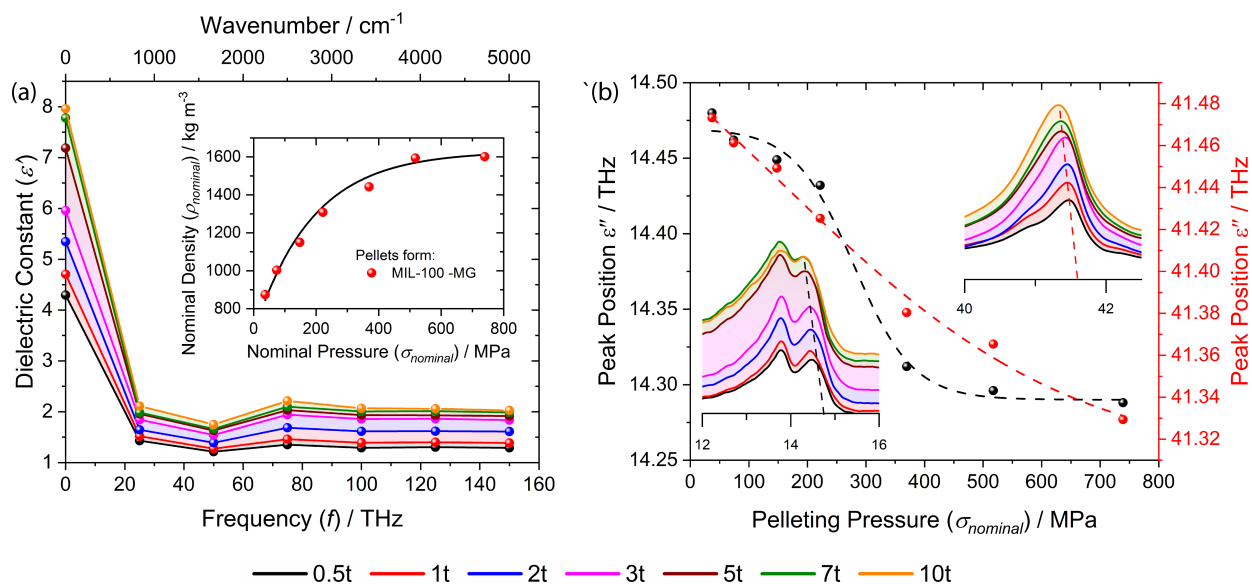 Wavenumber / cm-1
0 1000 2000 3000 4000 5000
(a)
Dielectric Constant (ε')
8
7
6
5
4
3
2
1
0 20 40 60 80 100 120 140 160
Frequency (f) / THz
Nominal Density (ρnominal) / kg m-3
1600
1400
1200
1000
800
0 200 400 600 800
Nominal Pressure (σnominal) / MPa
Pellets form:
MIL-100 -MG
`(b)
Peak Position ε'' / THz
14.50
14.45
14.40
14.35
14.30
14.25
0 100 200 300 400 500 600 700 800
Pelleting Pressure (σnominal) / MPa
12 14 16
40 42
41.48
41.46
41.44
41.42
41.40
41.38
41.36
41.34
41.32
Peak Position ε'' / THz
0.5t 1t 2t 3t 5t 7t 10t